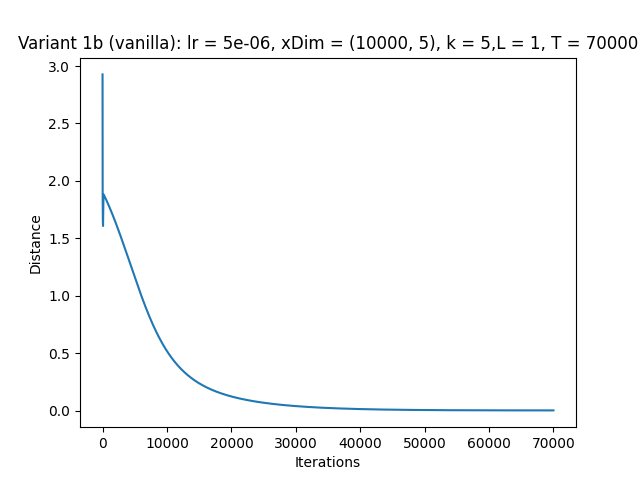 Variant 1b (vanilla): lr = 5e-06, xDim = (10000, 5), k = 5,L = 1, T = 70000
3.0
2.5
2.0
1.5
1.0
0.5
0.0
Distance
0 10000 20000 30000 40000 50000 60000 70000
Iterations